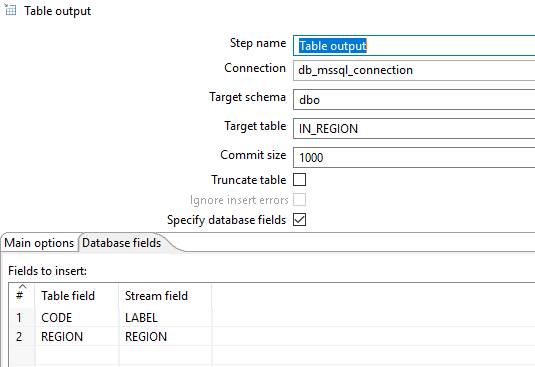 Table output
Step name Table output
Connection db_mssql_connection
Target schema dbo
Target table IN_REGION
Commit size 1000
Truncate table
Ignore insert errors
Specify database fields
Main options Database fields
Fields to insert:
# Table field Stream field
1 CODE LABEL
2 REGION REGION